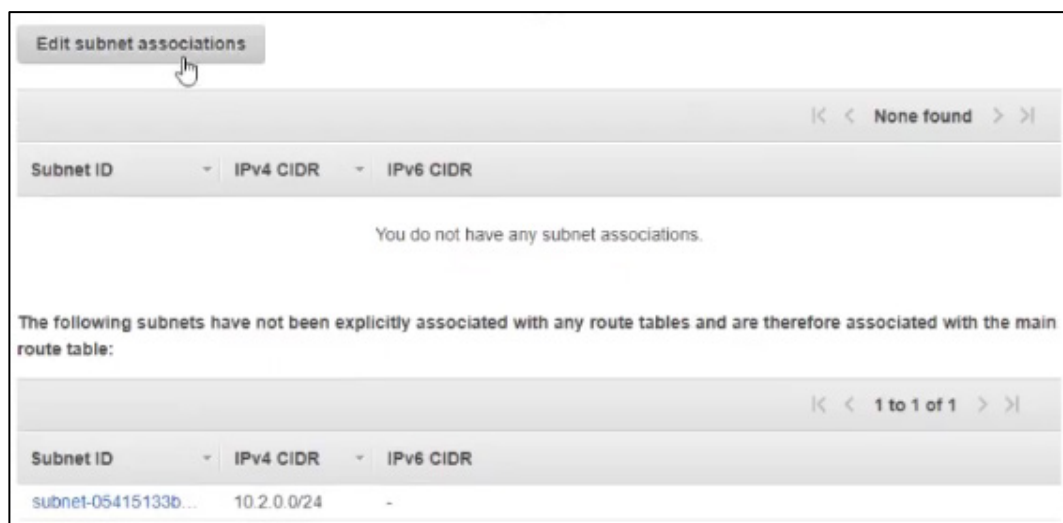 Edit subnet associations
None found
Subnet ID IPv4 CIDR IPv6 CIDR
You do not have any subnet associations.
The following subnets have not been explicitly associated with any route tables and are therefore associated with the main
route table:
1 to 1 of 1
Subnet ID IPv4 CIDR IPv6 CIDR
subnet-05415133b... 10.2.0.0/24 -